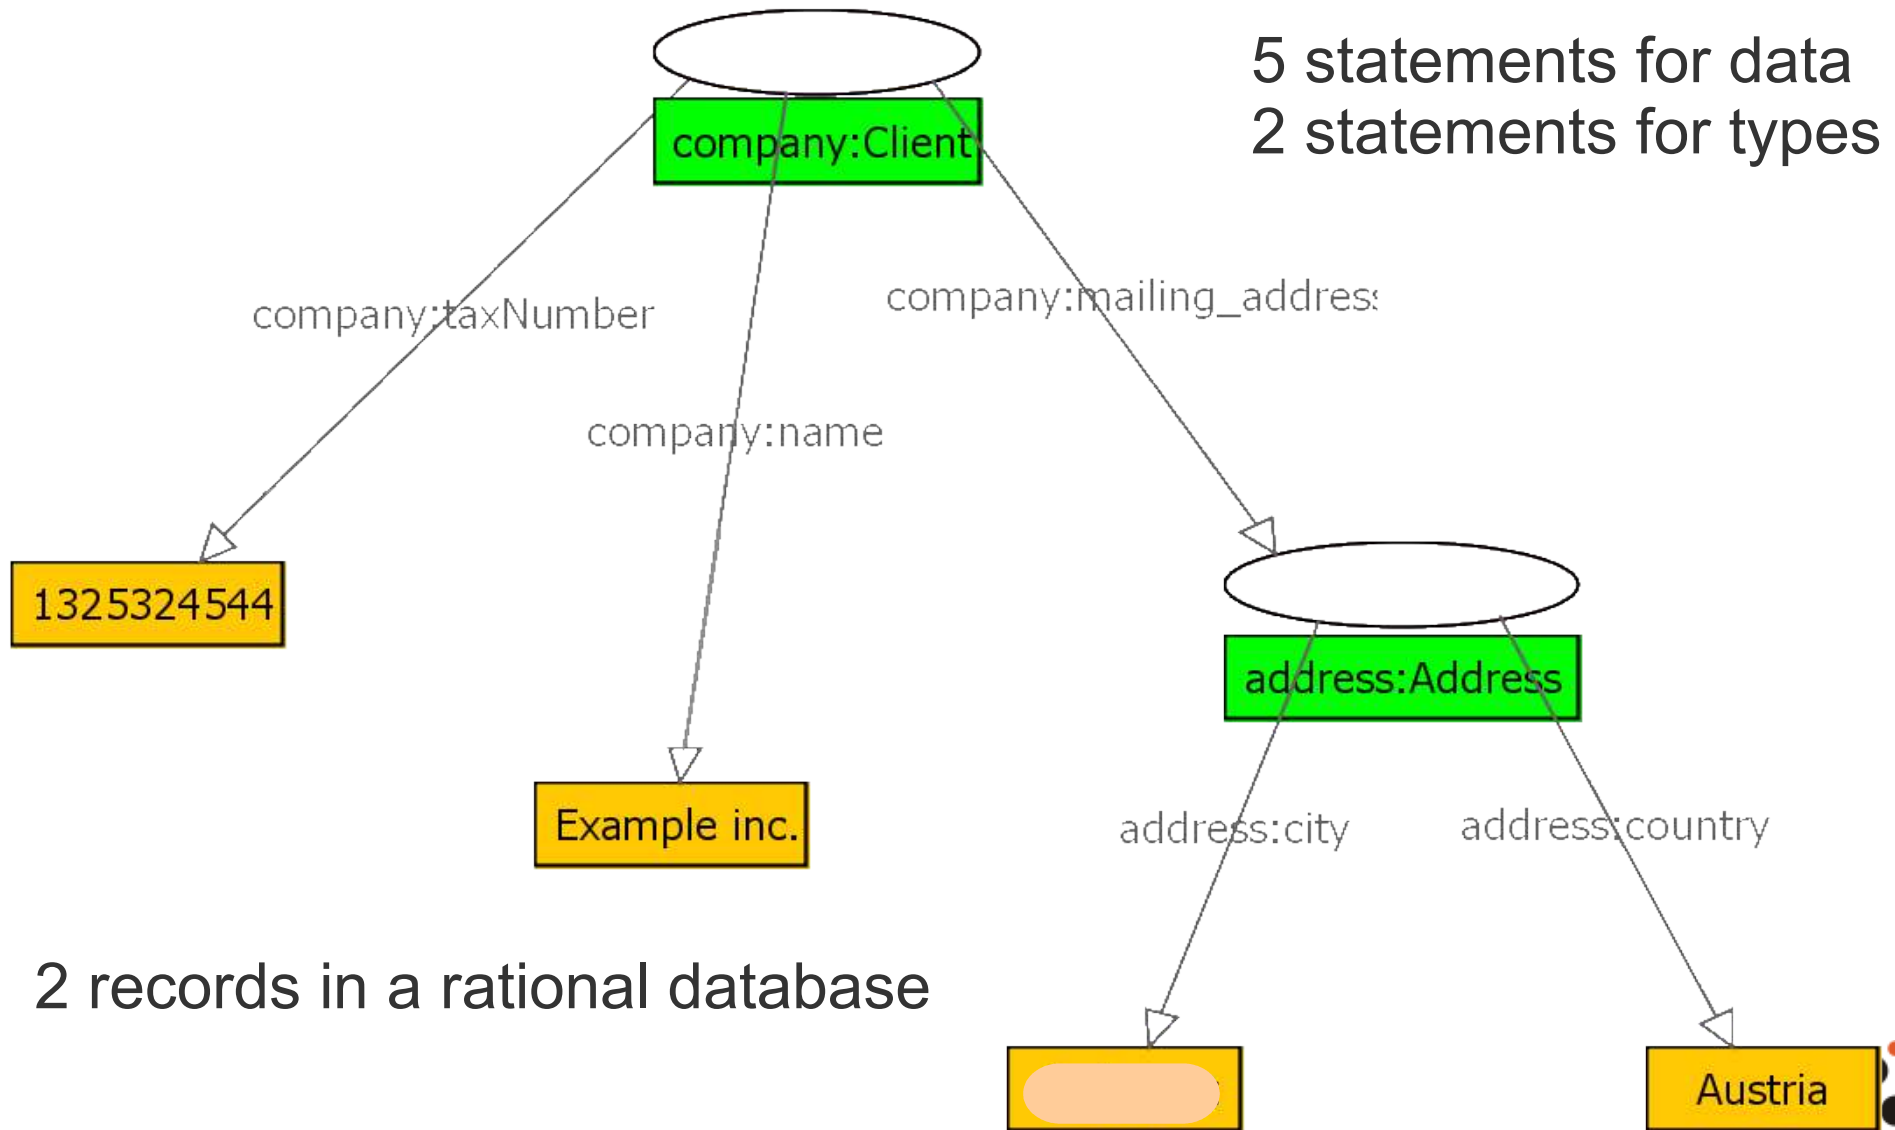 5 statements for data
2 statements for types
company:Client
company:taxNumber
company:mailing_address
company:name
1325324544
address:Address
Example inc.
address:city
address:country
2 records in a rational database
Austria